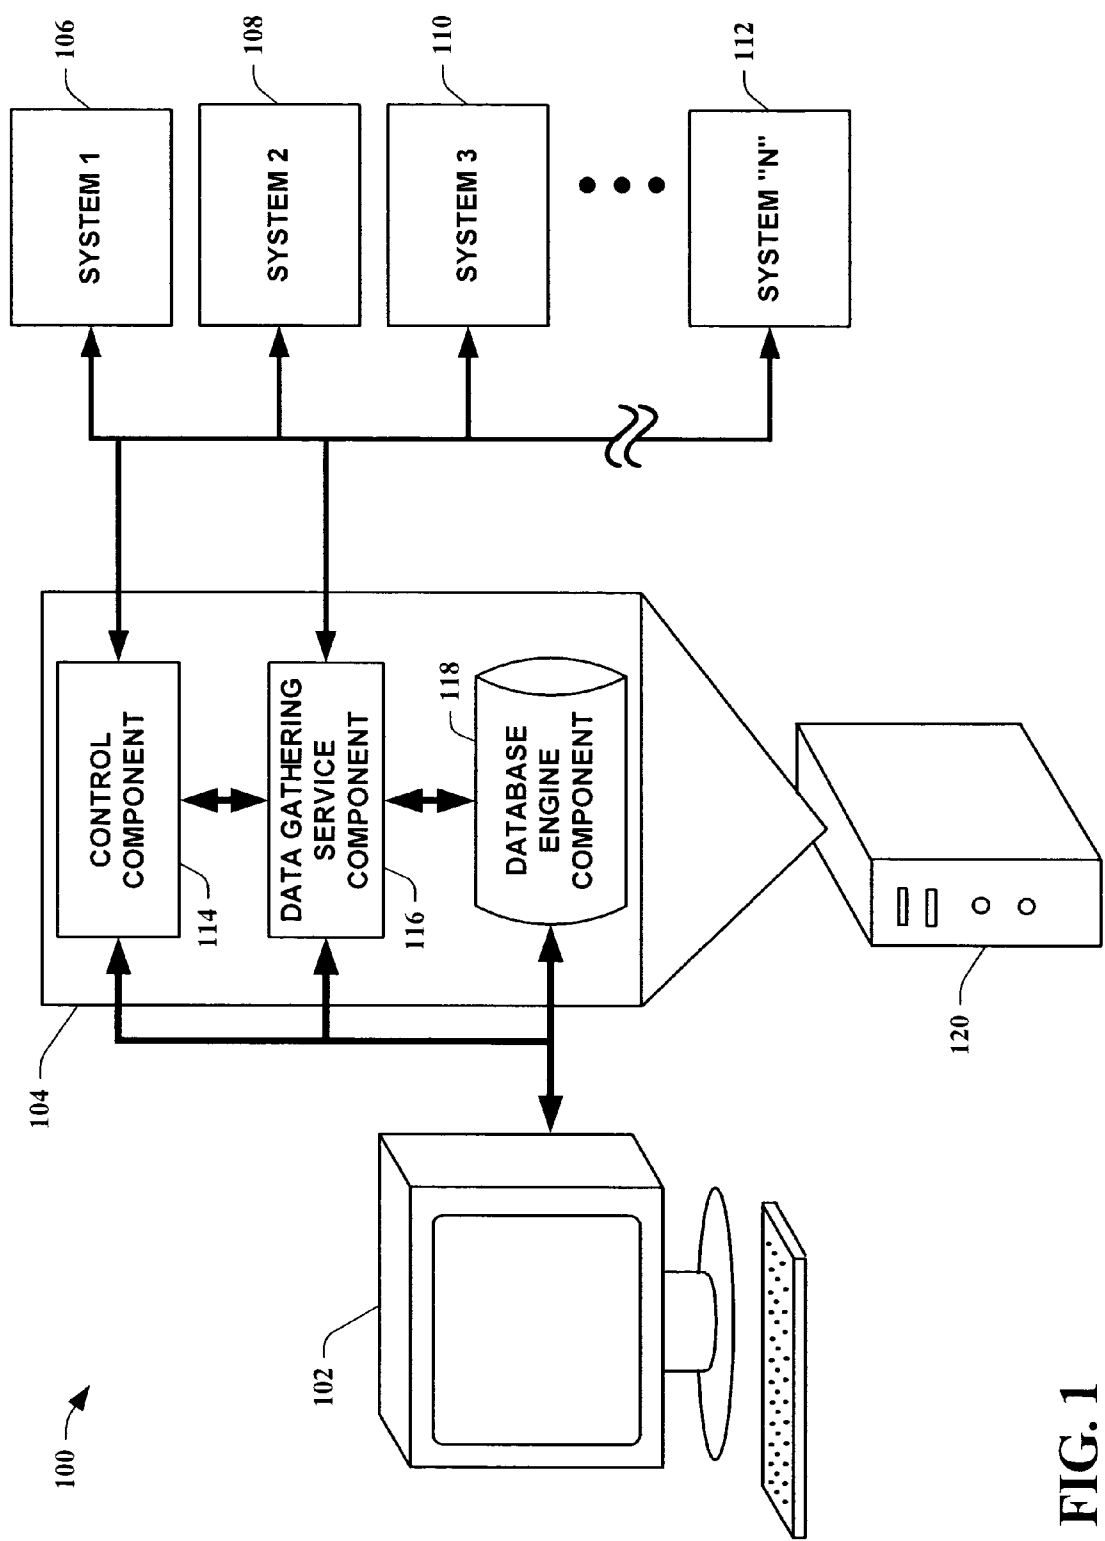 100
102
104
CONTROL
COMPONENT
114
DATA GATHERING
SERVICE
COMPONENT
116
118
DATABASE
ENGINE
COMPONENT
120
SYSTEM 1
106
SYSTEM 2
108
SYSTEM 3
110
SYSTEM "N"
112
FIG. 1